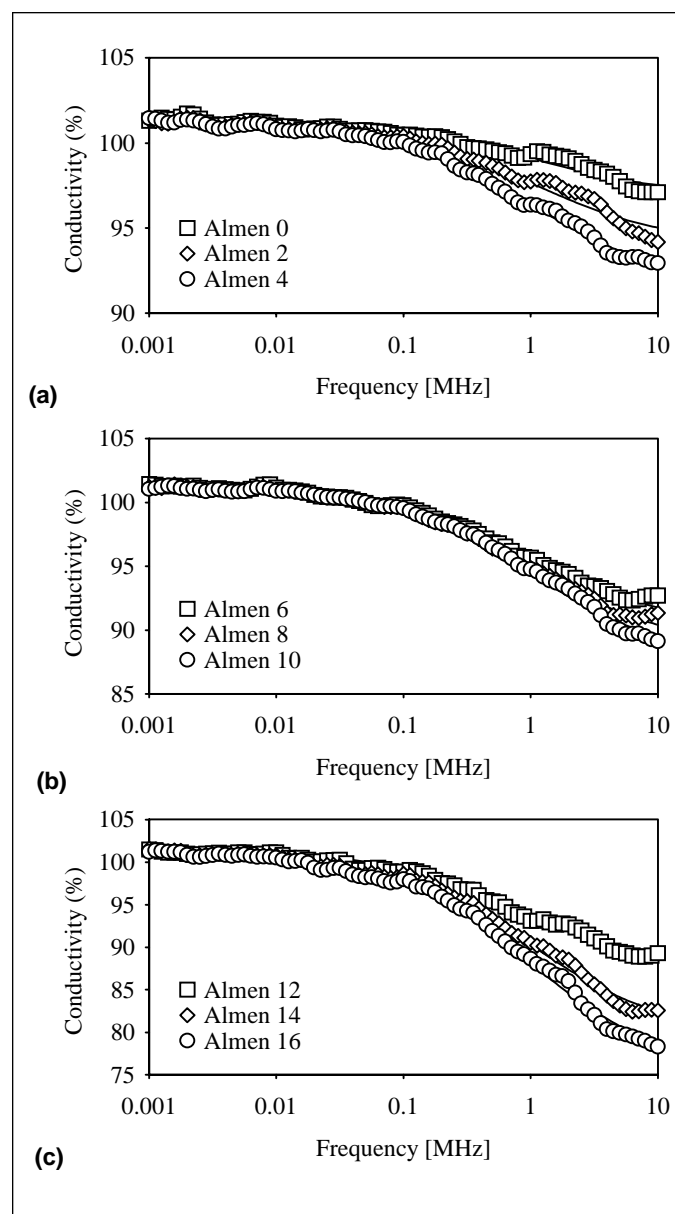 105
100
95
90
Conductivity (%)
Almen 0
Almen 2
Almen 4
0.001 0.01 0.1 1 10
Frequency [MHz]
(a)
105
100
95
90
85
Conductivity (%)
Almen 6
Almen 8
Almen 10
0.001 0.01 0.1 1 10
Frequency [MHz]
(b)
105
100
95
90
85
80
75
Conductivity (%)
Almen 12
Almen 14
Almen 16
0.001 0.01 0.1 1 10
Frequency [MHz]
(c)